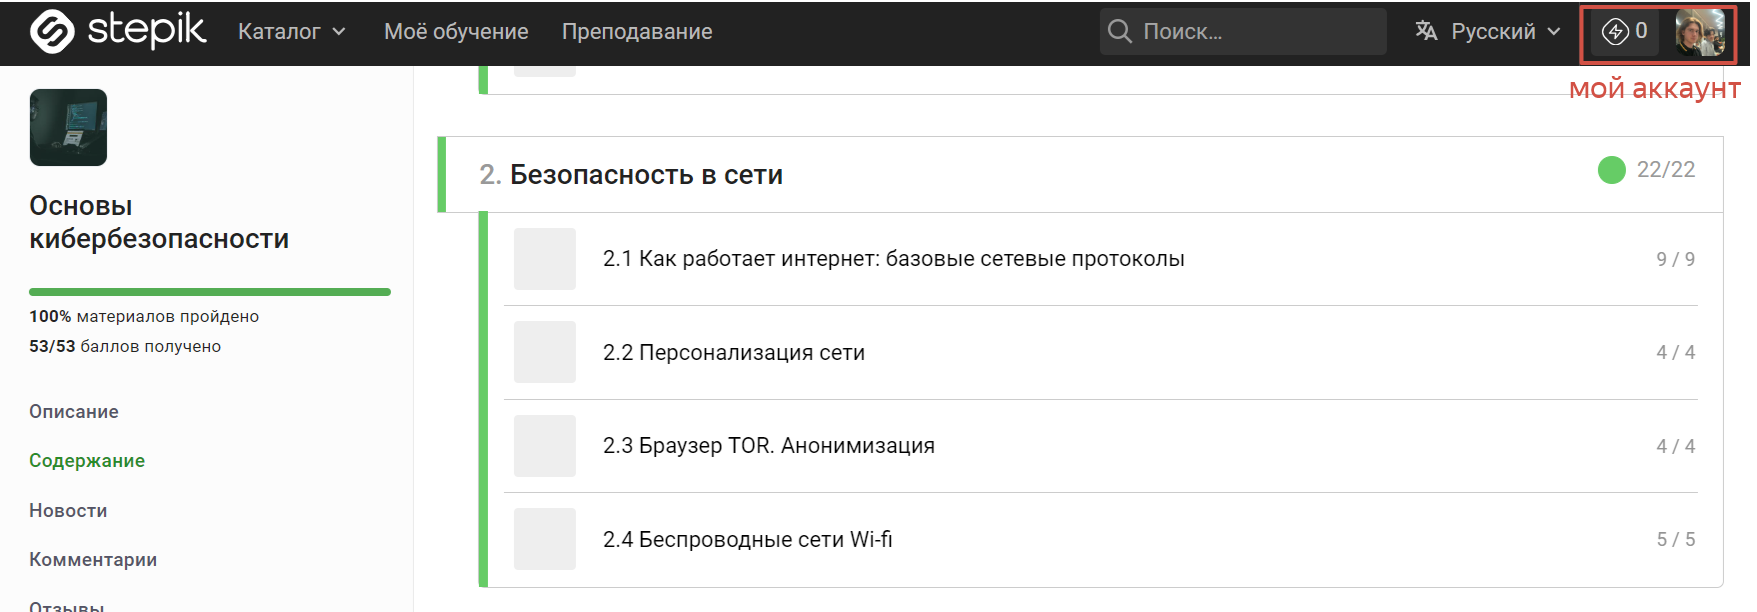 stepik Каталог Моё обучение Преподавание Поиск... Русский 0
мой аккаунт
Основы
кибербезопасности
100% материалов пройдено
53/53 баллов получено
Описание
Содержание
Новости
Комментарии
Отзывы
2. Безопасность в сети 22/22
2.1 Как работает интернет: базовые сетевые протоколы 9 / 9
2.2 Персонализация сети 4 / 4
2.3 Браузер TOR. Анонимизация 4 / 4
2.4 Беспроводные сети Wi-fi 5 / 5